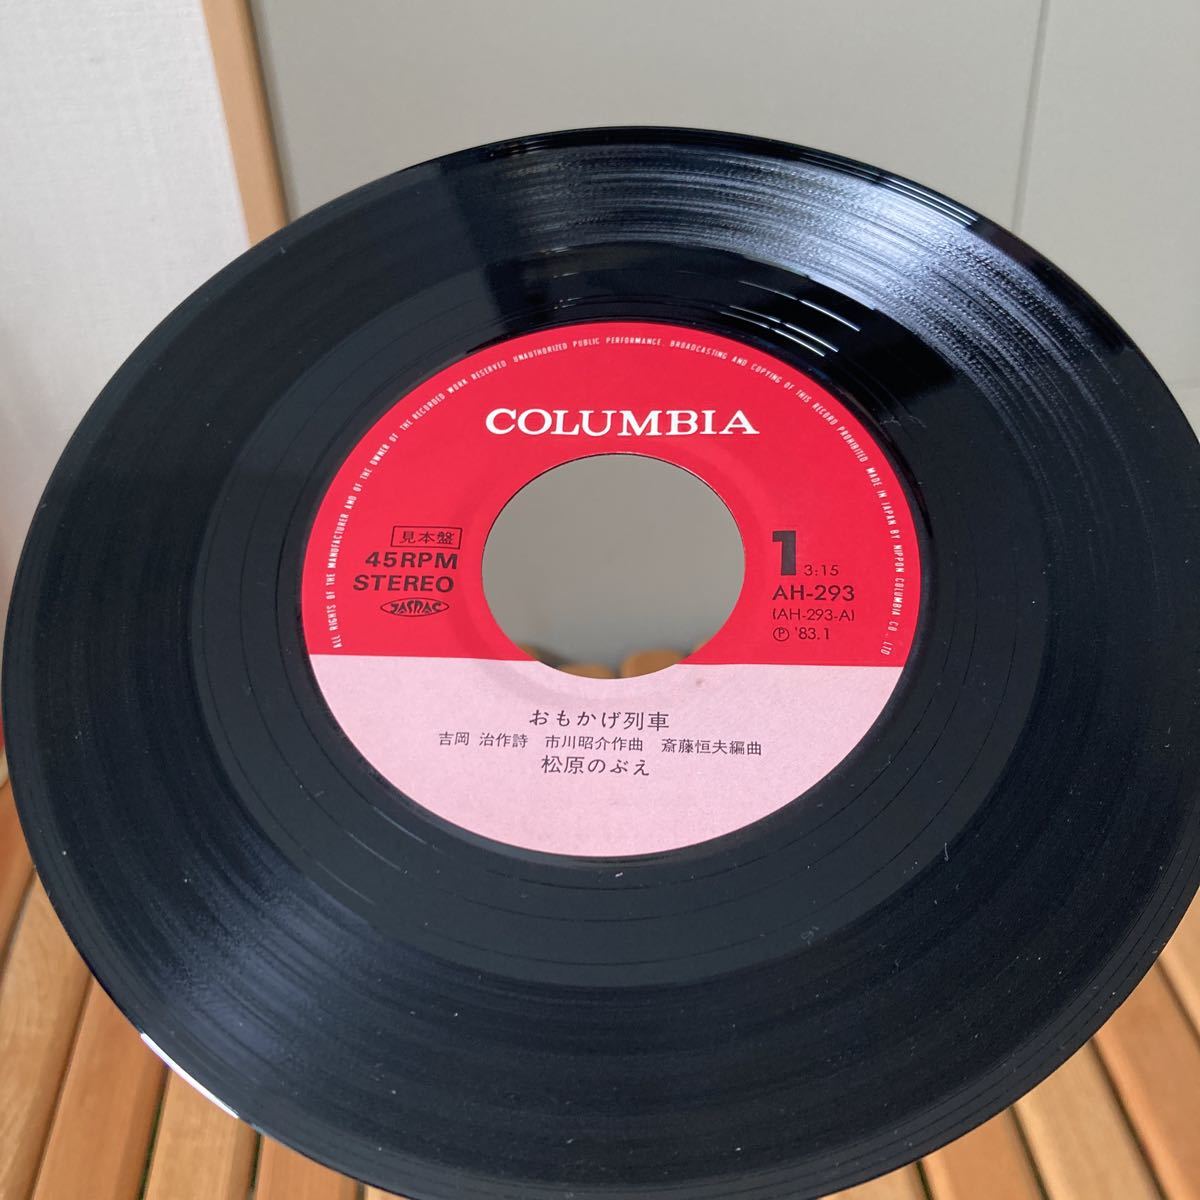 ALL RIGHTS OF THE MANUFACTURER AND OF THE OWNER OF THE RECORDED WORK RESERVED UNAUTHORIZED PUBLIC PERFORMANCE. BROADCASTING AND COPYING OF THIS RECORD PROHIBITED MADE IN JAPAN BY NIPPON COLUMBIA CO., LTD
COLUMBIA
見本盤
45RPM
STEREO
JASRAC
1 3:15
AH-293
(AH-293-A)
Ⓟ '83.1
おもかげ列車
吉岡 治作詩 市川昭介作曲 斎藤恒夫編曲
松原のぶえ